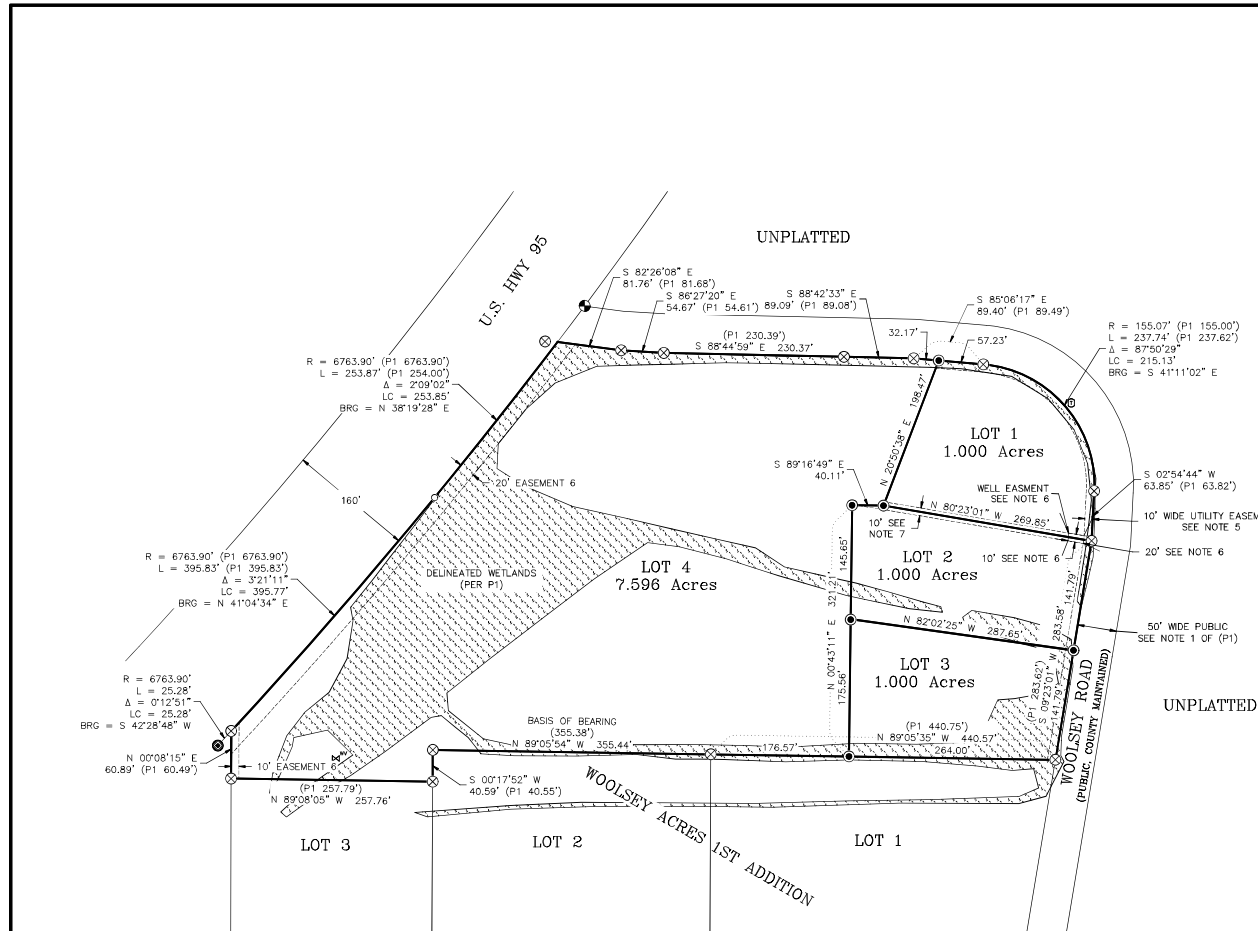 UNPLATTED
U.S. HWY 95
S 82°26'08" E
81.76' (P1 81.68')
S 86°27'20" E
54.67' (P1 54.61')
S 88°42'33" E
89.09' (P1 89.08')
S 85°06'17" E
89.40' (P1 89.49')
(P1 230.39')
S 88°44'59" E 230.37'
32.17'
57.23'
R = 155.07' (P1 155.00')
L = 237.74' (P1 237.62')
Δ = 87°50'29"
LC = 215.13'
BRG = S 41°11'02 E
R = 6763.90' (P1 6763.90')
L = 253.87' (P1 254.00')
Δ = 2°09'02"
LC = 253.85'
BRG = N 38°19'28" E
N 20°50'38" E 198.47'
LOT 1
1.000 Acres
S 89°16'49" E
40.11'
WELL EASMENT
SEE NOTE 6
S 02°54'44" W
63.85' (P1 63.82')
20' EASEMENT 6
160'
10' SEE
NOTE 7
N 80°23'01" W 269.85'
10' WIDE UTILITY EASEM
SEE NOTE 5
10' SEE NOTE 6
20' SEE NOTE 6
R = 6763.90' (P1 6763.90')
L = 395.83' (P1 395.83')
Δ = 3°21'11"
LC = 395.77'
BRG = N 41°04'34" E
DELINEATED WETLANDS
(PER P1)
LOT 4
7.596 Acres
145.65'
LOT 2
1.000 Acres
141.79'
N 00°43'11" E 321.21'
N 82°02'25" W 287.65'
50' WIDE PUBLIC
SEE NOTE 1 OF (P1)
(P1 283.62')
S 09°23'01" W 283.58'
141.79'
R = 6763.90'
L = 25.28'
Δ = 0°12'51"
LC = 25.28'
BRG = S 42°28'48" W
175.56'
LOT 3
1.000 Acres
WOOLSEY ROAD
(PUBLIC, COUNTY MAINTAINED)
UNPLATTED
BASIS OF BEARING
(355.38')
N 89°05'54" W 355.44'
176.57'
(P1 440.75')
N 89°05'35" W 440.57'
264.00'
N 00°08'15" E
60.89' (P1 60.49')
10' EASEMENT 6
WV
(P1 257.79')
N 89°08'05" W 257.76'
S 00°17'52" W
40.59' (P1 40.55')
WOOLSEY ACRES 1ST ADDITION
LOT 3
LOT 2
LOT 1